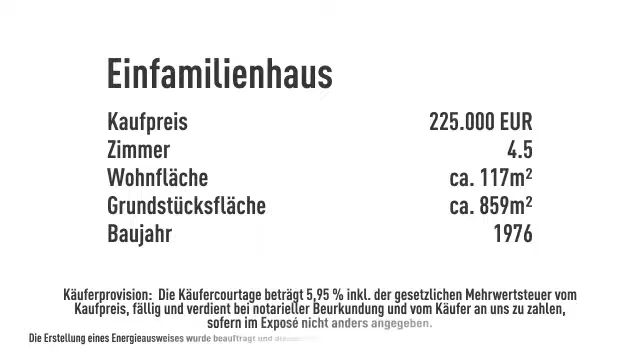 Einfamilienhaus
Kaufpreis 225.000 EUR
Zimmer 4.5
Wohnfläche ca. 117m²
Grundstücksfläche ca. 859m²
Baujahr 1976
Käuferprovision: Die Käufercourtage beträgt 5,95 % inkl. der gesetzlichen Mehrwertsteuer vom
Kaufpreis, fällig und verdient bei notarieller Beurkundung und vom Käufer an uns zu zahlen,
sofern im Exposé nicht anders angegeben.
Die Erstellung eines Energieausweises wurde beauftragt und